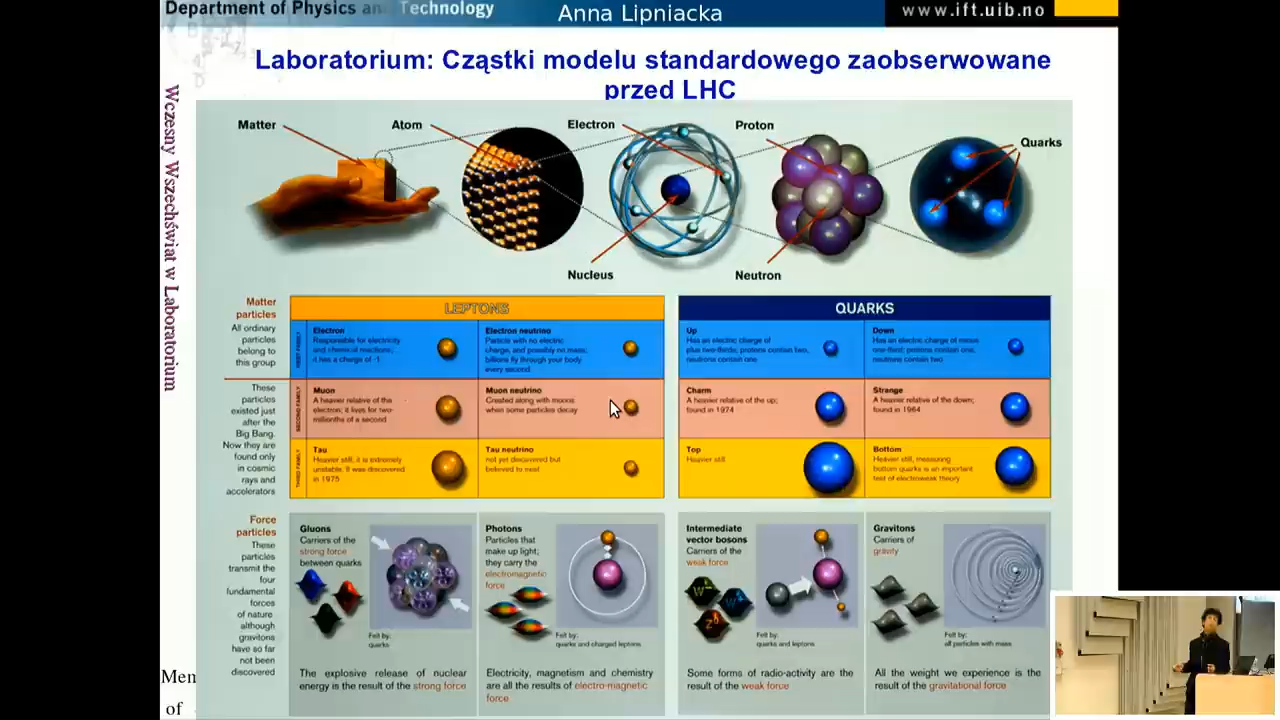 Department of Physics and Technology
Anna Lipniacka
www.ift.uib.no
Laboratorium: Cząstki modelu standardowego zaobserwowane
przed LHC
Wczesny Wszechświat w Laboratorium
Matter
Atom
Electron
Proton
Quarks
Nucleus
Neutron
Matter
particles
All ordinary
particles
belong to
this group
These
particles
existed just
after the
Big Bang.
Now they are
found only
in cosmic
rays and
accelerators
LEPTONS
FIRST FAMILY
Electron
Responsible for electricity
and chemical reactions;
it has a charge of -1
Electron neutrino
Particle with no electric
charge, and possibly no mass;
billions fly through your body
every second
SECOND FAMILY
Muon
A heavier relative of the
electron; it lives for two-
millionths of a second
Muon neutrino
Created along with muons
when some particles decay
THIRD FAMILY
Tau
Heavier still, it is extremely
unstable. It was discovered
in 1975
Tau neutrino
not yet discovered but
believed to exist
QUARKS
Up
Has an electric charge of
plus two-thirds; protons contain two,
neutrons contain one
Down
Has an electric charge of minus
one-third; protons contain one,
neutrons contain two
Charm
A heavier relative of the up;
found in 1974
Strange
A heavier relative of the down;
found in 1964
Top
Heavier still
Bottom
Heavier still, measuring
bottom quarks is an important
test of electroweak theory
Force
particles
These
particles
transmit the
four
fundamental
forces
of nature
although
gravitons
have so far
not been
discovered
Gluons
Carriers of the
strong force
between quarks
Felt by:
quarks
The explosive release of nuclear
energy is the result of the strong force
Photons
Particles that
make up light;
they carry the
electromagnetic
force
Felt by:
quarks and charged leptons
Electricity, magnetism and chemistry
are all the results of electro-magnetic
force
Intermediate
vector bosons
Carriers of the
weak force
Felt by:
quarks and leptons
Some forms of radio-activity are the
result of the weak force
Gravitons
Carriers of
gravity
Felt by:
all particles with mass
All the weight we experience is the
result of the gravitational force
Men
of